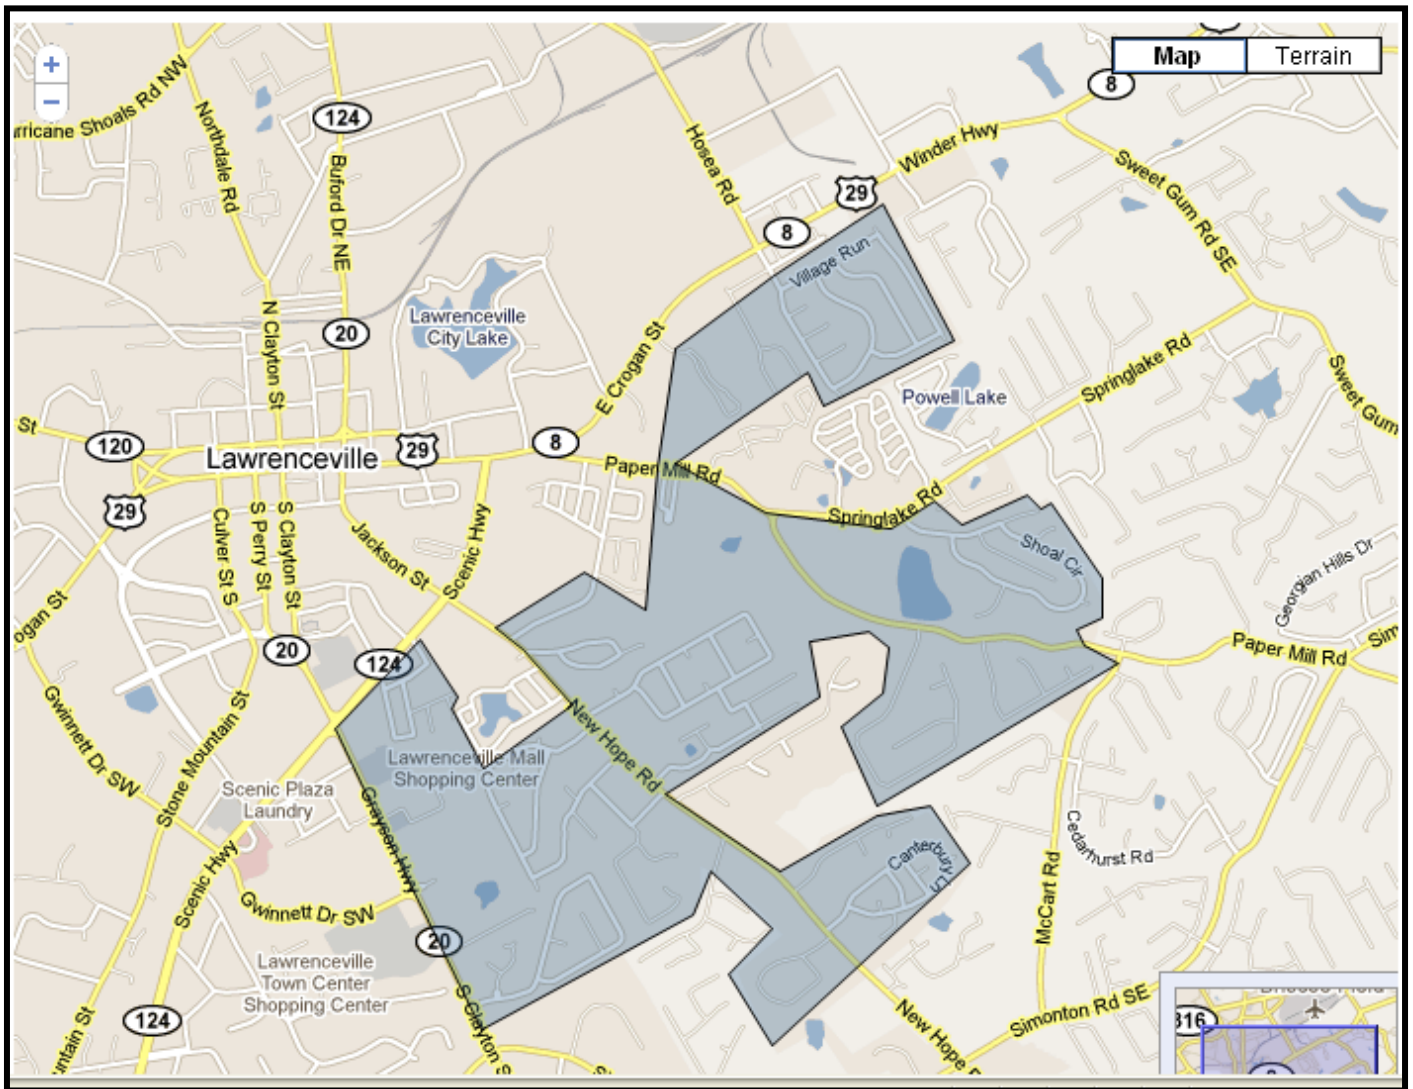 Map
Terrain
+
−
8
rricane Shoals Rd NW
124
Northdale Rd
Buford Dr NE
Hosea Rd
Winder Hwy
Sweet Gum Rd SE
29
8
Village Run
N Clayton St
20
Lawrenceville
City Lake
E Crogan St
Springlake Rd
Sweet Gum
Powell Lake
St
120
Lawrenceville
29
8
Paper Mill Rd
29
Culver St S
S Perry St
S Clayton St
Jackson St
Scenic Hwy
Springlake Rd
Shoal Cir
Georgian Hills Dr
ogan St
20
124
Paper Mill Rd
Sim
Gwinnett Dr SW
Stone Mountain St
New Hope Rd
Lawrenceville Mall
Shopping Center
Scenic Plaza
Laundry
Grayson Hwy
Scenic Hwy
Canterbury Ln
Cedarhurst Rd
McCart Rd
Gwinnett Dr SW
20
Lawrenceville
Town Center
Shopping Center
S Clayton S
124
untain St
New Hope R
Simonton Rd SE
316
8